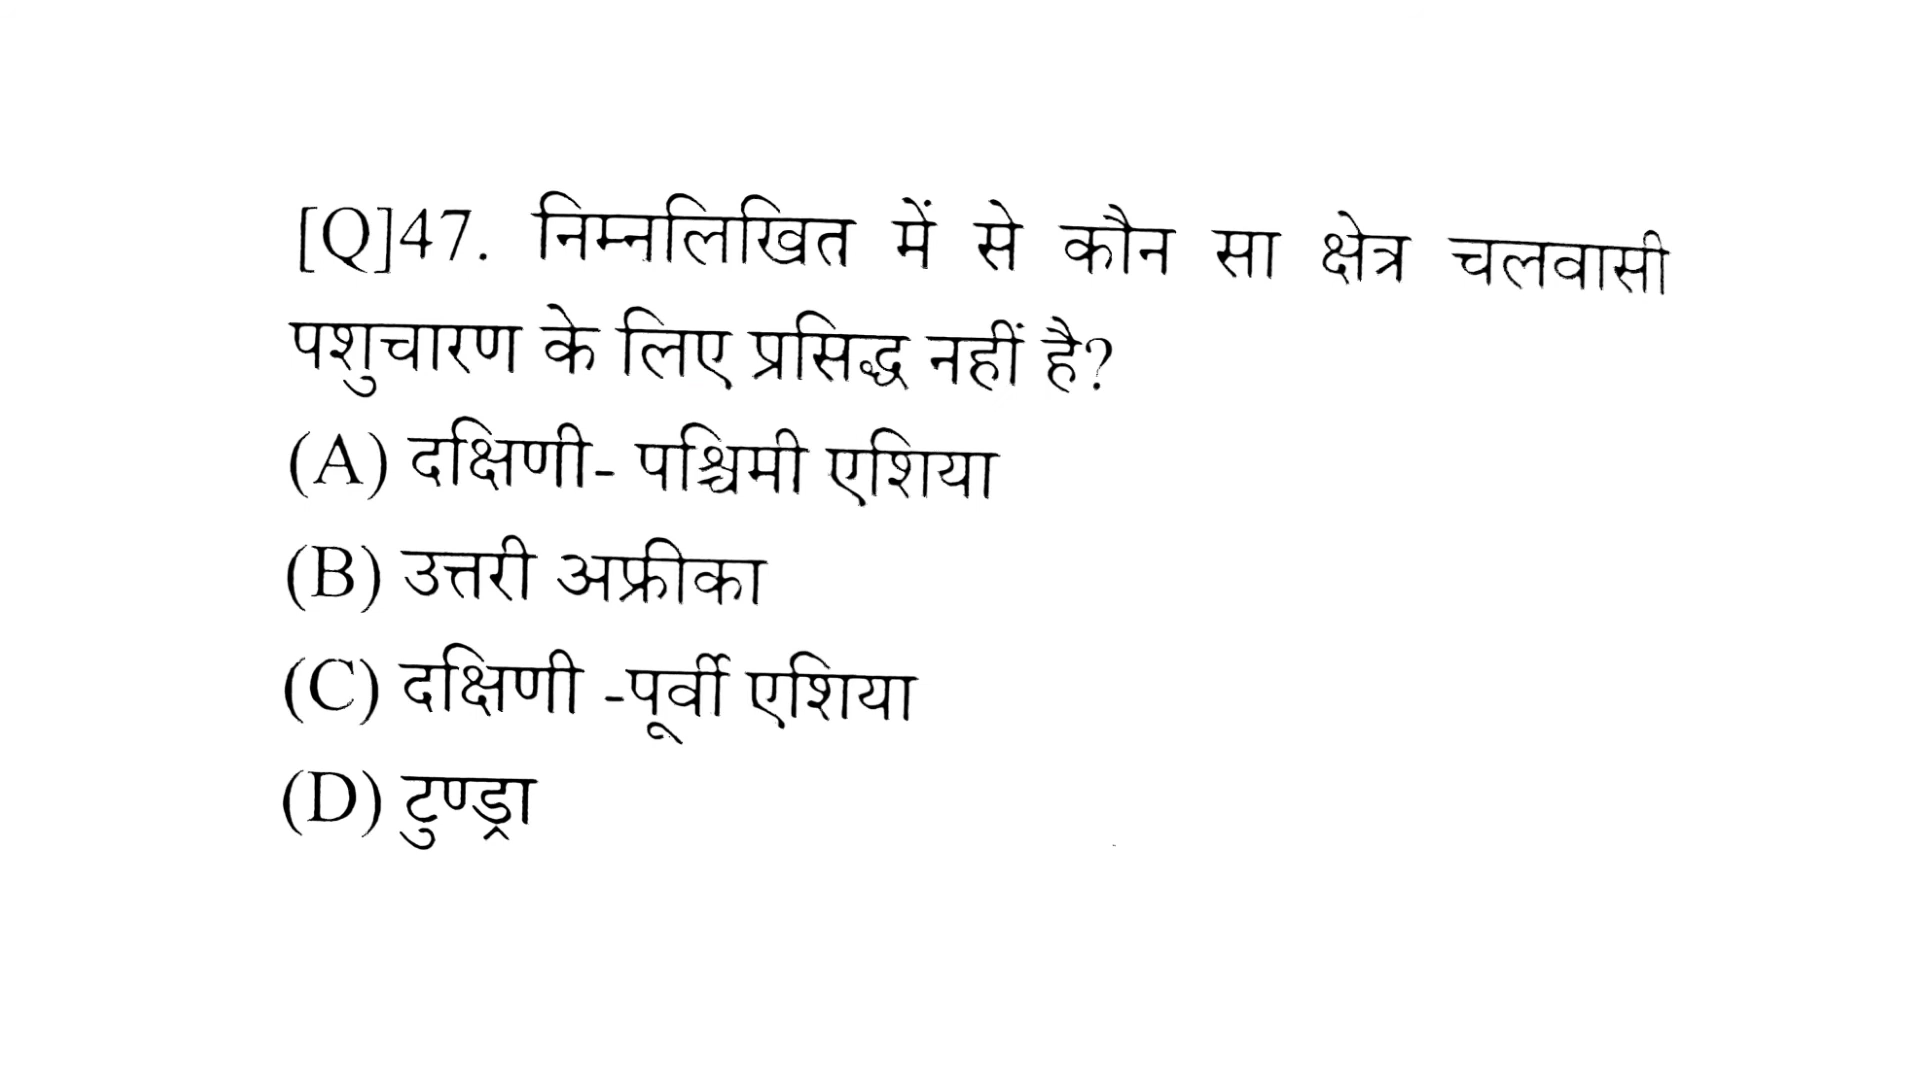 [Q]47. निम्नलिखित में से कौन सा क्षेत्र चलवासी
पशुचारण के लिए प्रसिद्ध नहीं है?
(A) दक्षिणी- पश्चिमी एशिया
(B) उत्तरी अफ्रीका
(C) दक्षिणी -पूर्वी एशिया
(D) टुण्ड्रा